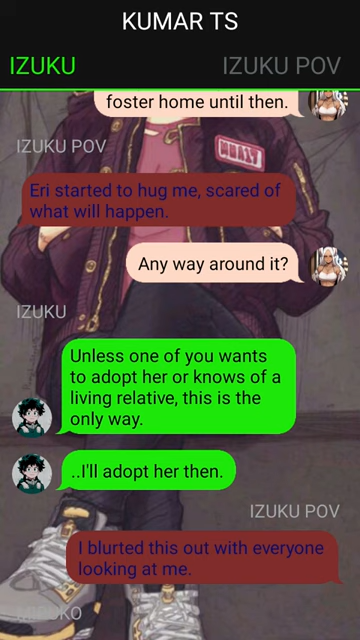 KUMAR TS
IZUKU
IZUKU POV
foster home until then.
IZUKU POV
Eri started to hug me, scared of
what will happen.
Any way around it?
IZUKU
Unless one of you wants
to adopt her or knows of a
living relative, this is the
only way.
..I'll adopt her then.
IZUKU POV
I blurted this out with everyone
looking at me.
MIRUKO